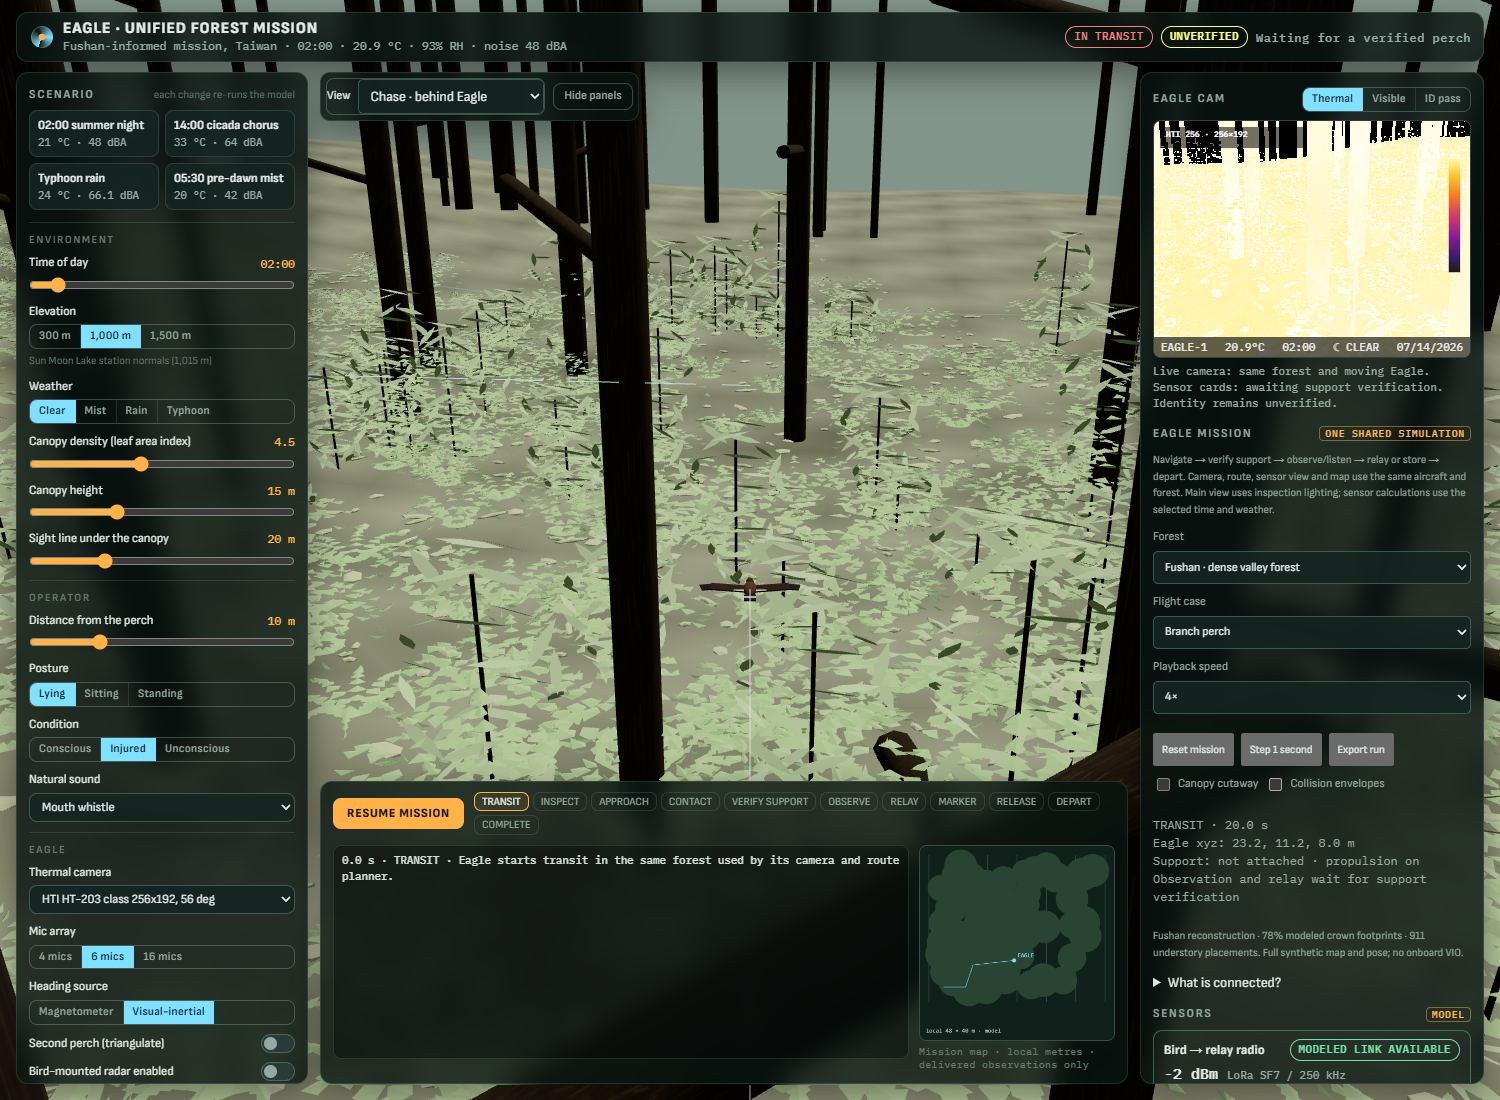 EAGLE · UNIFIED FOREST MISSION
Fushan-informed mission, Taiwan · 02:00 · 20.9 °C · 93% RH · noise 48 dBA
IN TRANSIT
UNVERIFIED
Waiting for a verified perch
SCENARIO
each change re-runs the model
02:00 summer night
21 °C · 48 dBA
14:00 cicada chorus
33 °C · 64 dBA
Typhoon rain
24 °C · 66.1 dBA
05:30 pre-dawn mist
20 °C · 42 dBA
ENVIRONMENT
Time of day
02:00
Elevation
300 m
1,000 m
1,500 m
Sun Moon Lake station normals (1,015 m)
Weather
Clear
Mist
Rain
Typhoon
Canopy density (leaf area index)
4.5
Canopy height
15 m
Sight line under the canopy
20 m
OPERATOR
Distance from the perch
10 m
Posture
Lying
Sitting
Standing
Condition
Conscious
Injured
Unconscious
Natural sound
Mouth whistle
EAGLE
Thermal camera
HTI HT-203 class 256x192, 56 deg
Mic array
4 mics
6 mics
16 mics
Heading source
Magnetometer
Visual-inertial
Second perch (triangulate)
Bird-mounted radar enabled
View
Chase · behind Eagle
Hide panels
RESUME MISSION
TRANSIT
INSPECT
APPROACH
CONTACT
VERIFY SUPPORT
OBSERVE
RELAY
MARKER
RELEASE
DEPART
COMPLETE
0.0 s · TRANSIT · Eagle starts transit in the same forest used by its camera and route
planner.
EAGLE
local 48 × 40 m · model
Mission map · local metres ·
delivered observations only
EAGLE CAM
Thermal
Visible
ID pass
HTI 256 · 256×192
EAGLE-1 20.9°C 02:00 ☾ CLEAR 07/14/2026
Live camera: same forest and moving Eagle.
Sensor cards: awaiting support verification.
Identity remains unverified.
EAGLE MISSION
ONE SHARED SIMULATION
Navigate → verify support → observe/listen → relay or store →
depart. Camera, route, sensor view and map use the same aircraft and
forest. Main view uses inspection lighting; sensor calculations use the
selected time and weather.
Forest
Fushan · dense valley forest
Flight case
Branch perch
Playback speed
4×
Reset mission
Step 1 second
Export run
Canopy cutaway
Collision envelopes
TRANSIT · 20.0 s
Eagle xyz: 23.2, 11.2, 8.0 m
Support: not attached · propulsion on
Observation and relay wait for support
verification
Fushan reconstruction · 78% modeled crown footprints · 911
understory placements. Full synthetic map and pose; no onboard VIO.
▶ What is connected?
SENSORS
MODEL
Bird → relay radio
MODELED LINK AVAILABLE
-2 dBm LoRa SF7 / 250 kHz